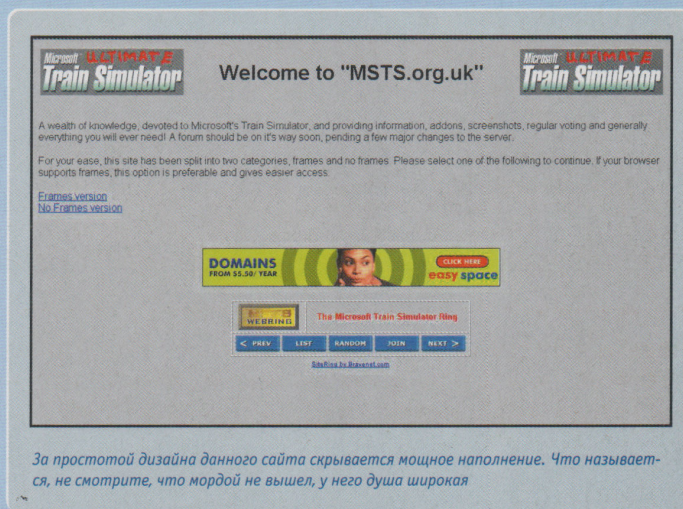 Microsoft ULTIMATE
Train Simulator
Welcome to "MSTS.org.uk"
Microsoft ULTIMATE
Train Simulator
A wealth of knowledge, devoted to Microsoft's Train Simulator, and providing information, addons, screenshots, regular voting and generally
everything you will ever need! A forum should be on it's way soon, pending a few major changes to the server.
For your ease, this site has been split into two categories, frames and no frames. Please select one of the following to continue. If your browser
supports frames, this option is preferable and gives easier access.
Frames version
No Frames version
DOMAINS
FROM $5.50/ YEAR
CLICK HERE
easy space
MSTS
WEBRING
The Microsoft Train Simulator Ring
< PREV
LIST
RANDOM
JOIN
NEXT >
SiteRing by Bravenet.com
За простотой дизайна данного сайта скрывается мощное наполнение. Что называет-
ся, не смотрите, что мордой не вышел, у него душа широкая